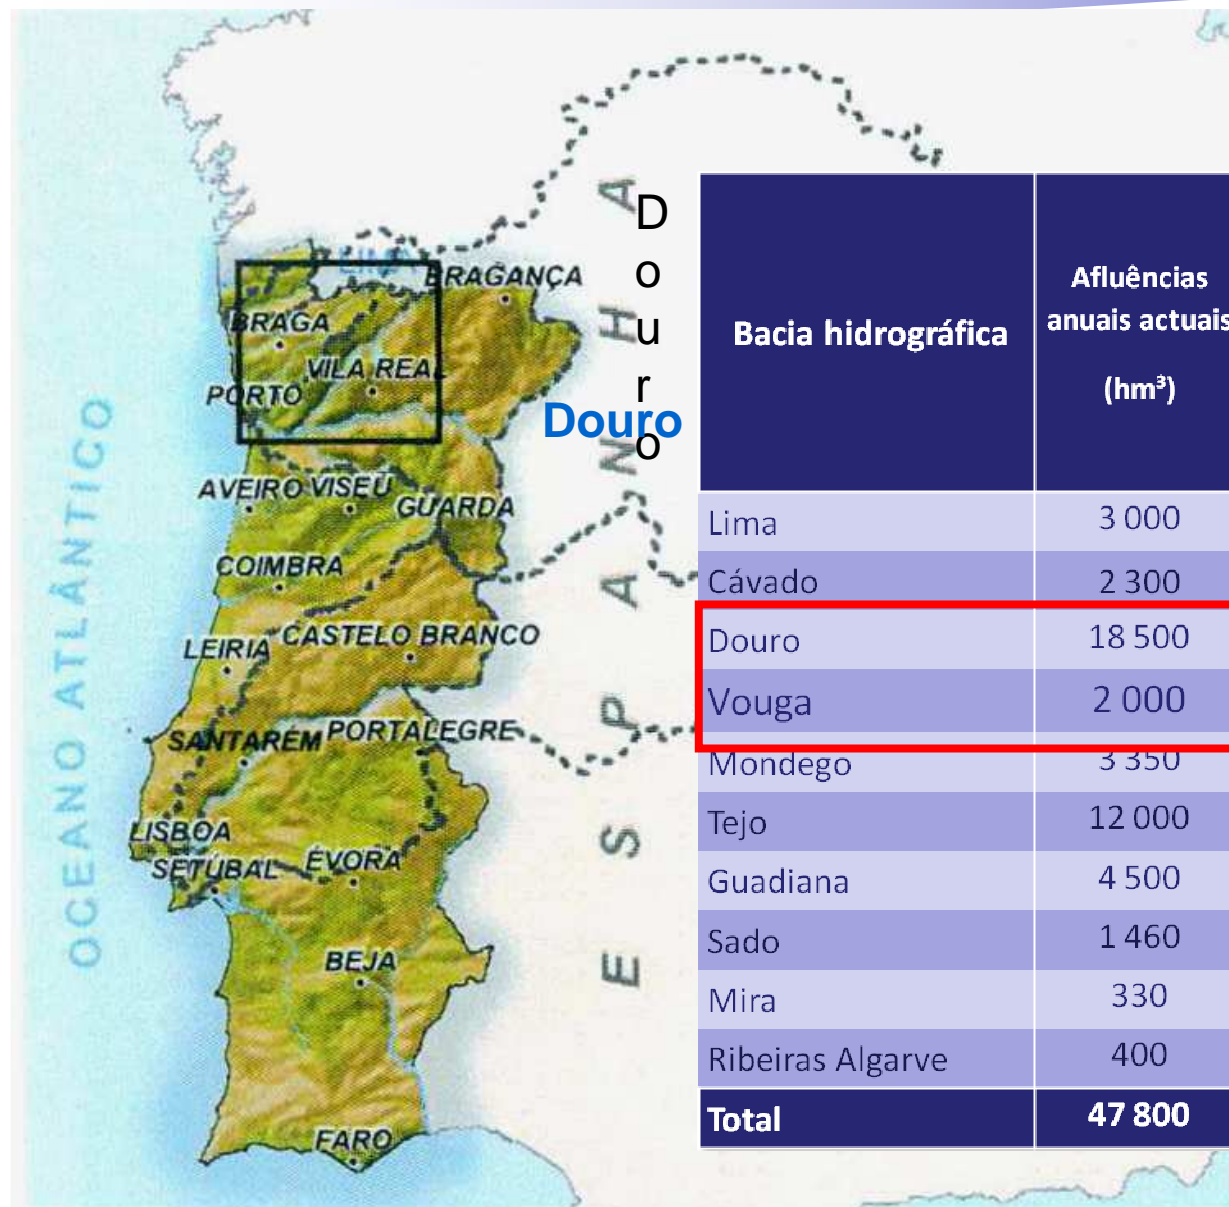 LIMA
BRAGANÇA
BRAGA
VILA REAL
PORTO
AVEIRO
VISEU
GUARDA
COIMBRA
LEIRIA
CASTELO BRANCO
SANTARÉM
PORTALEGRE
LISBOA
SETÚBAL
ÉVORA
BEJA
FARO
OCEANO ATLÂNTICO
ESPANHA
Douro
Douro
Bacia hidrográfica
Afluências
anuais actuais
(hm³)
Lima 3 000
Cávado 2 300
Douro 18 500
Vouga 2 000
Mondego 3 350
Tejo 12 000
Guadiana 4 500
Sado 1 460
Mira 330
Ribeiras Algarve 400
Total 47 800